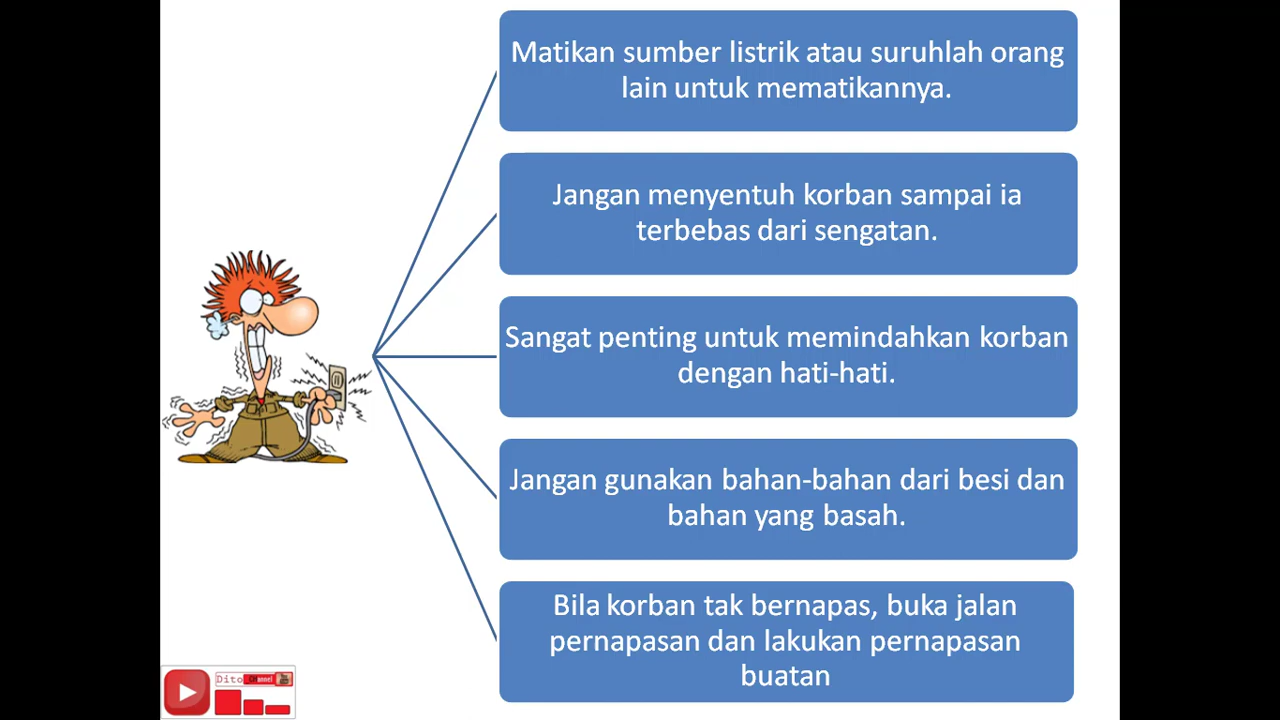 Matikan sumber listrik atau suruhlah orang
lain untuk mematikannya.
Jangan menyentuh korban sampai ia
terbebas dari sengatan.
Sangat penting untuk memindahkan korban
dengan hati-hati.
Jangan gunakan bahan-bahan dari besi dan
bahan yang basah.
Bila korban tak bernapas, buka jalan
pernapasan dan lakukan pernapasan
buatan
Dito Channel